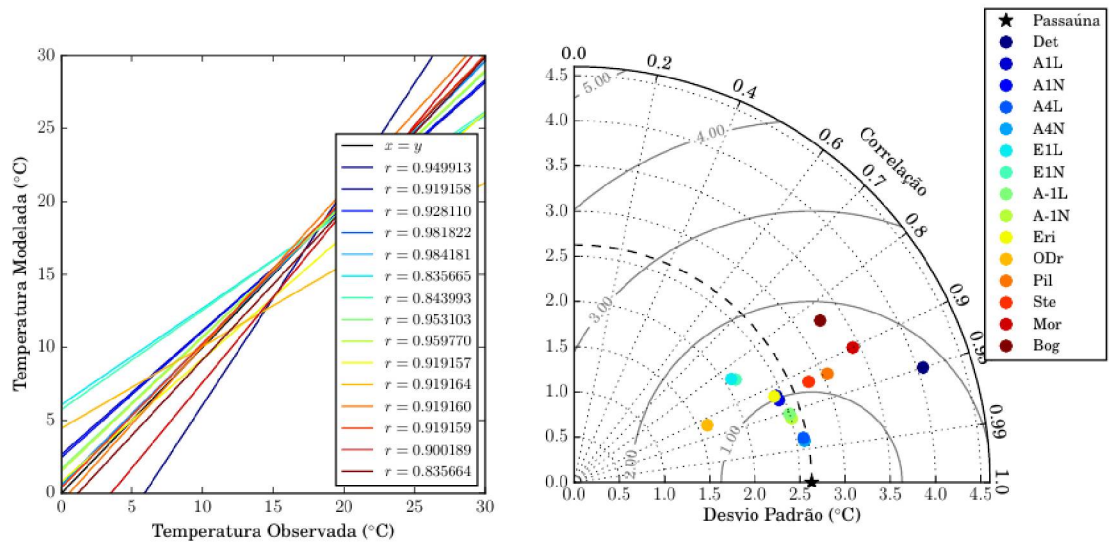 30
25
20
15
10
5
0
0
5
10
15
20
25
30
Temperatura Modelada (°C)
Temperatura Observada (°C)
x = y
r = 0.949913
r = 0.919158
r = 0.928110
r = 0.981822
r = 0.984181
r = 0.835665
r = 0.843993
r = 0.953103
r = 0.959770
r = 0.919157
r = 0.919164
r = 0.919160
r = 0.919159
r = 0.900189
r = 0.835664
4.5
4.0
3.5
3.0
2.5
2.0
1.5
1.0
0.5
0.0
0.0
0.5
1.0
1.5
2.0
2.5
3.0
3.5
4.0
4.5
Desvio Padrão (°C)
0.0
0.2
0.4
0.6
0.7
0.8
0.9
0.95
0.99
1.0
Correlação
5.00
4.00
3.00
2.00
1.00
Passaúna
Det
A1L
A1N
A4L
A4N
E1L
E1N
A-1L
A-1N
Eri
ODr
Pil
Ste
Mor
Bog